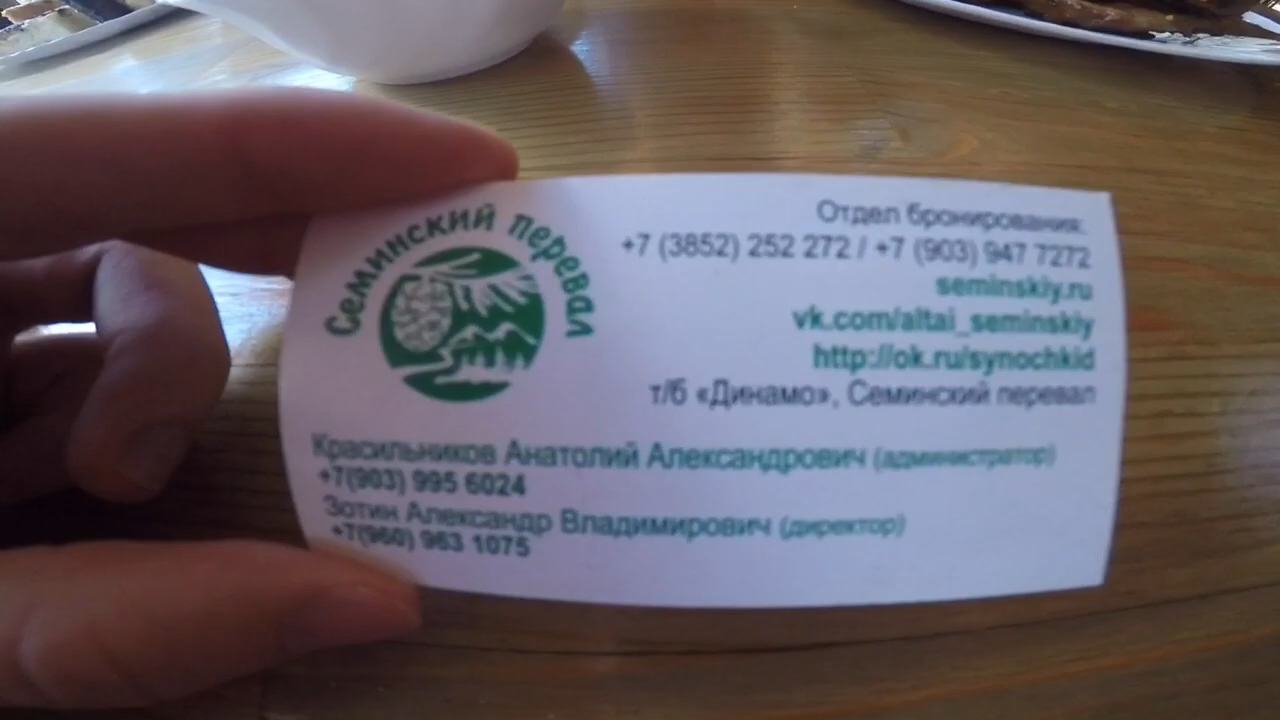 Семинский перевал
Отдел бронирования:
+7 (3852) 252 272 / +7 (903) 947 7272
seminskiy.ru
vk.com/altai_seminskiy
http://ok.ru/synochkid
т/б «Динамо», Семинский перевал
Красильников Анатолий Александрович (администратор)
+7(903) 995 6024
Зотин Александр Владимирович (директор)
+7(960) 963 1075